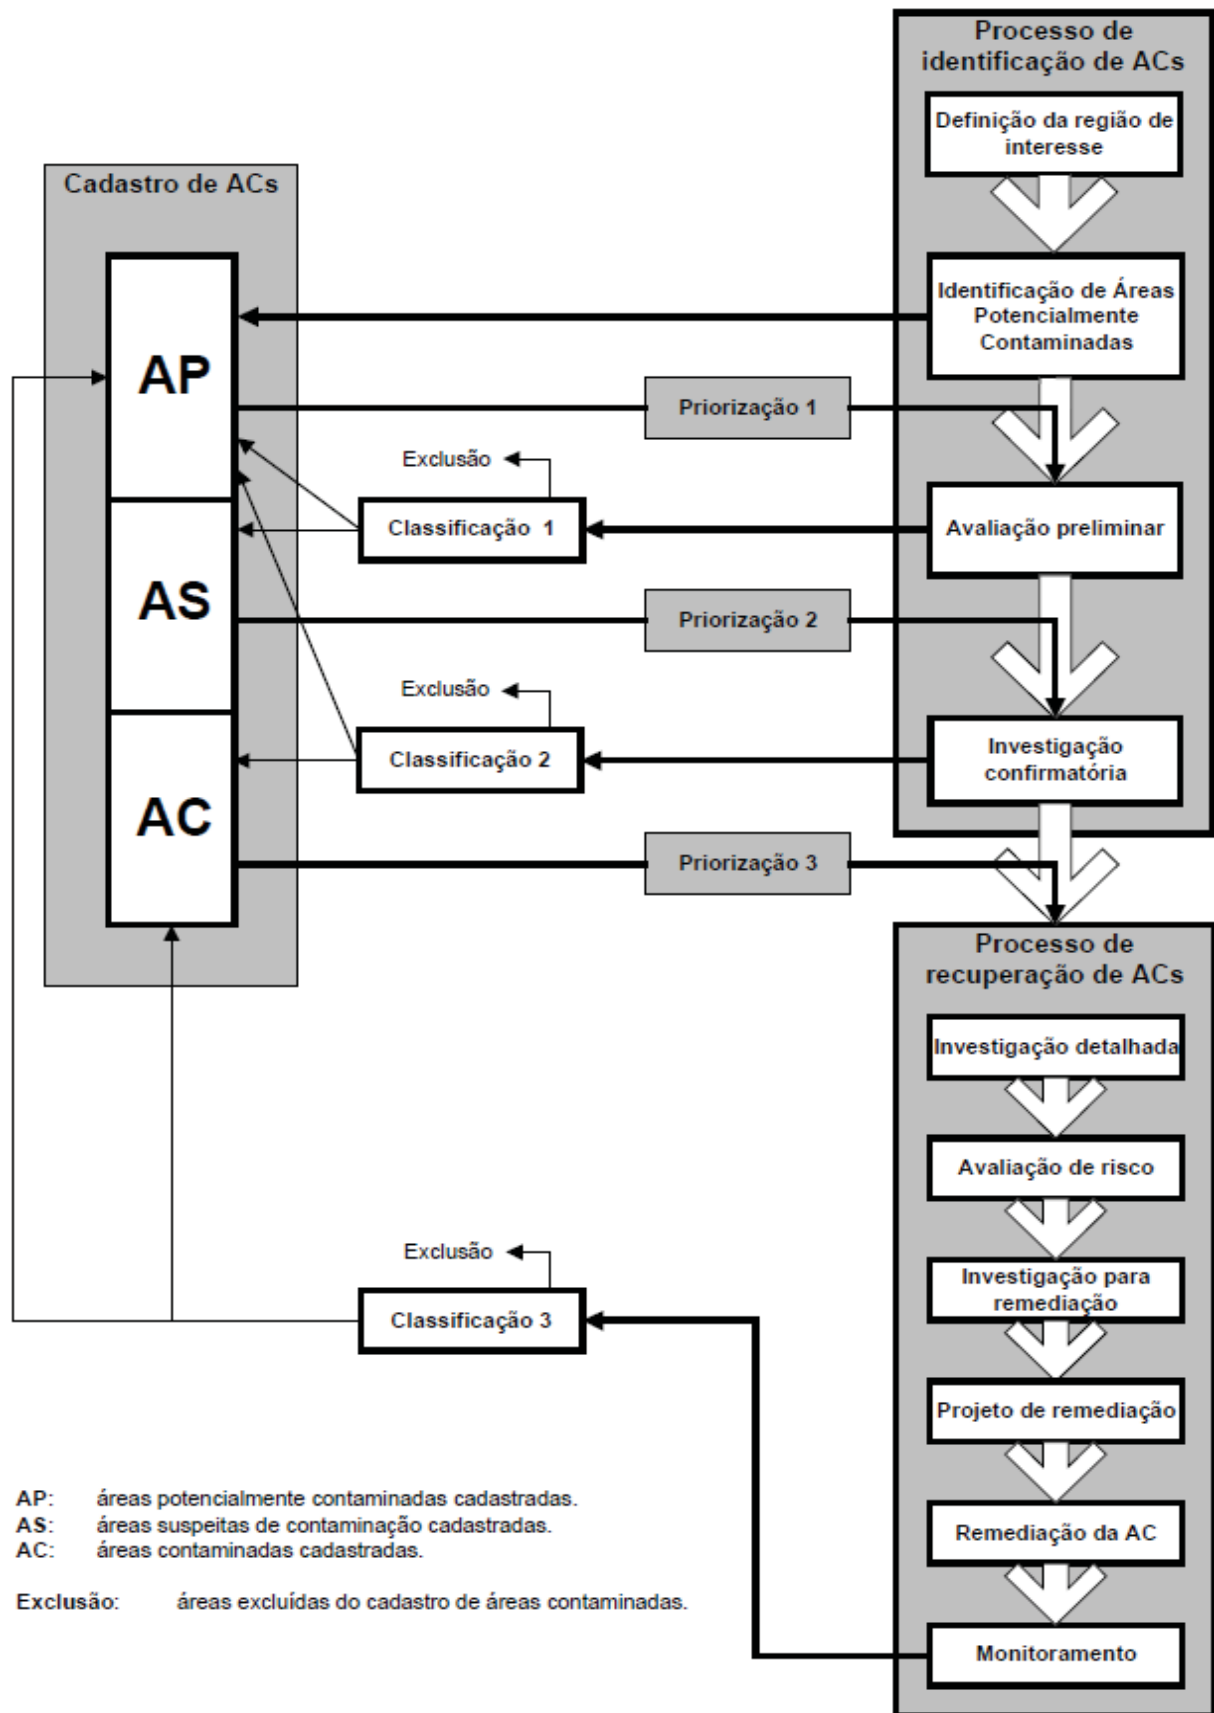 Processo de
identificação de ACs
Definição da região de
interesse
Cadastro de ACs
Identificação de Áreas
Potencialmente
Contaminadas
AP
Priorização 1
Exclusão
Classificação 1
Avaliação preliminar
AS
Priorização 2
Exclusão
Classificação 2
Investigação
confirmatória
AC
Priorização 3
Processo de
recuperação de ACs
Investigação detalhada
Avaliação de risco
Exclusão
Classificação 3
Investigação para
remediação
Projeto de remediação
Remediação da AC
Monitoramento
AP: áreas potencialmente contaminadas cadastradas.
AS: áreas suspeitas de contaminação cadastradas.
AC: áreas contaminadas cadastradas.
Exclusão: áreas excluídas do cadastro de áreas contaminadas.